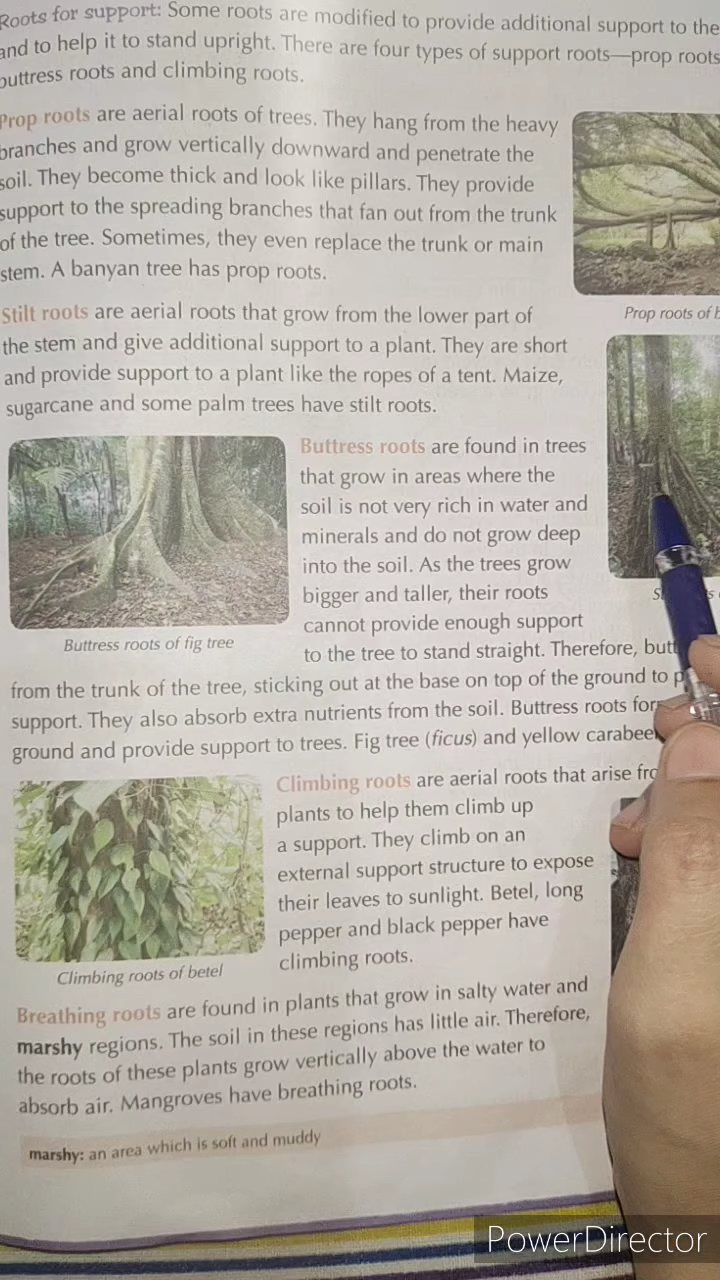 Roots for support: Some roots are modified to provide additional support to the
and to help it to stand upright. There are four types of support roots—prop roots
buttress roots and climbing roots.
Prop roots are aerial roots of trees. They hang from the heavy
branches and grow vertically downward and penetrate the
soil. They become thick and look like pillars. They provide
support to the spreading branches that fan out from the trunk
of the tree. Sometimes, they even replace the trunk or main
stem. A banyan tree has prop roots.
Prop roots of b
Stilt roots are aerial roots that grow from the lower part of
the stem and give additional support to a plant. They are short
and provide support to a plant like the ropes of a tent. Maize,
sugarcane and some palm trees have stilt roots.
Buttress roots are found in trees
that grow in areas where the
soil is not very rich in water and
minerals and do not grow deep
into the soil. As the trees grow
bigger and taller, their roots
cannot provide enough support
to the tree to stand straight. Therefore, butt
Buttress roots of fig tree
from the trunk of the tree, sticking out at the base on top of the ground to p
support. They also absorb extra nutrients from the soil. Buttress roots for
ground and provide support to trees. Fig tree (ficus) and yellow carabee
Climbing roots are aerial roots that arise fro
plants to help them climb up
a support. They climb on an
external support structure to expose
their leaves to sunlight. Betel, long
pepper and black pepper have
climbing roots.
Climbing roots of betel
Breathing roots are found in plants that grow in salty water and
marshy regions. The soil in these regions has little air. Therefore,
the roots of these plants grow vertically above the water to
absorb air. Mangroves have breathing roots.
marshy: an area which is soft and muddy
PowerDirector